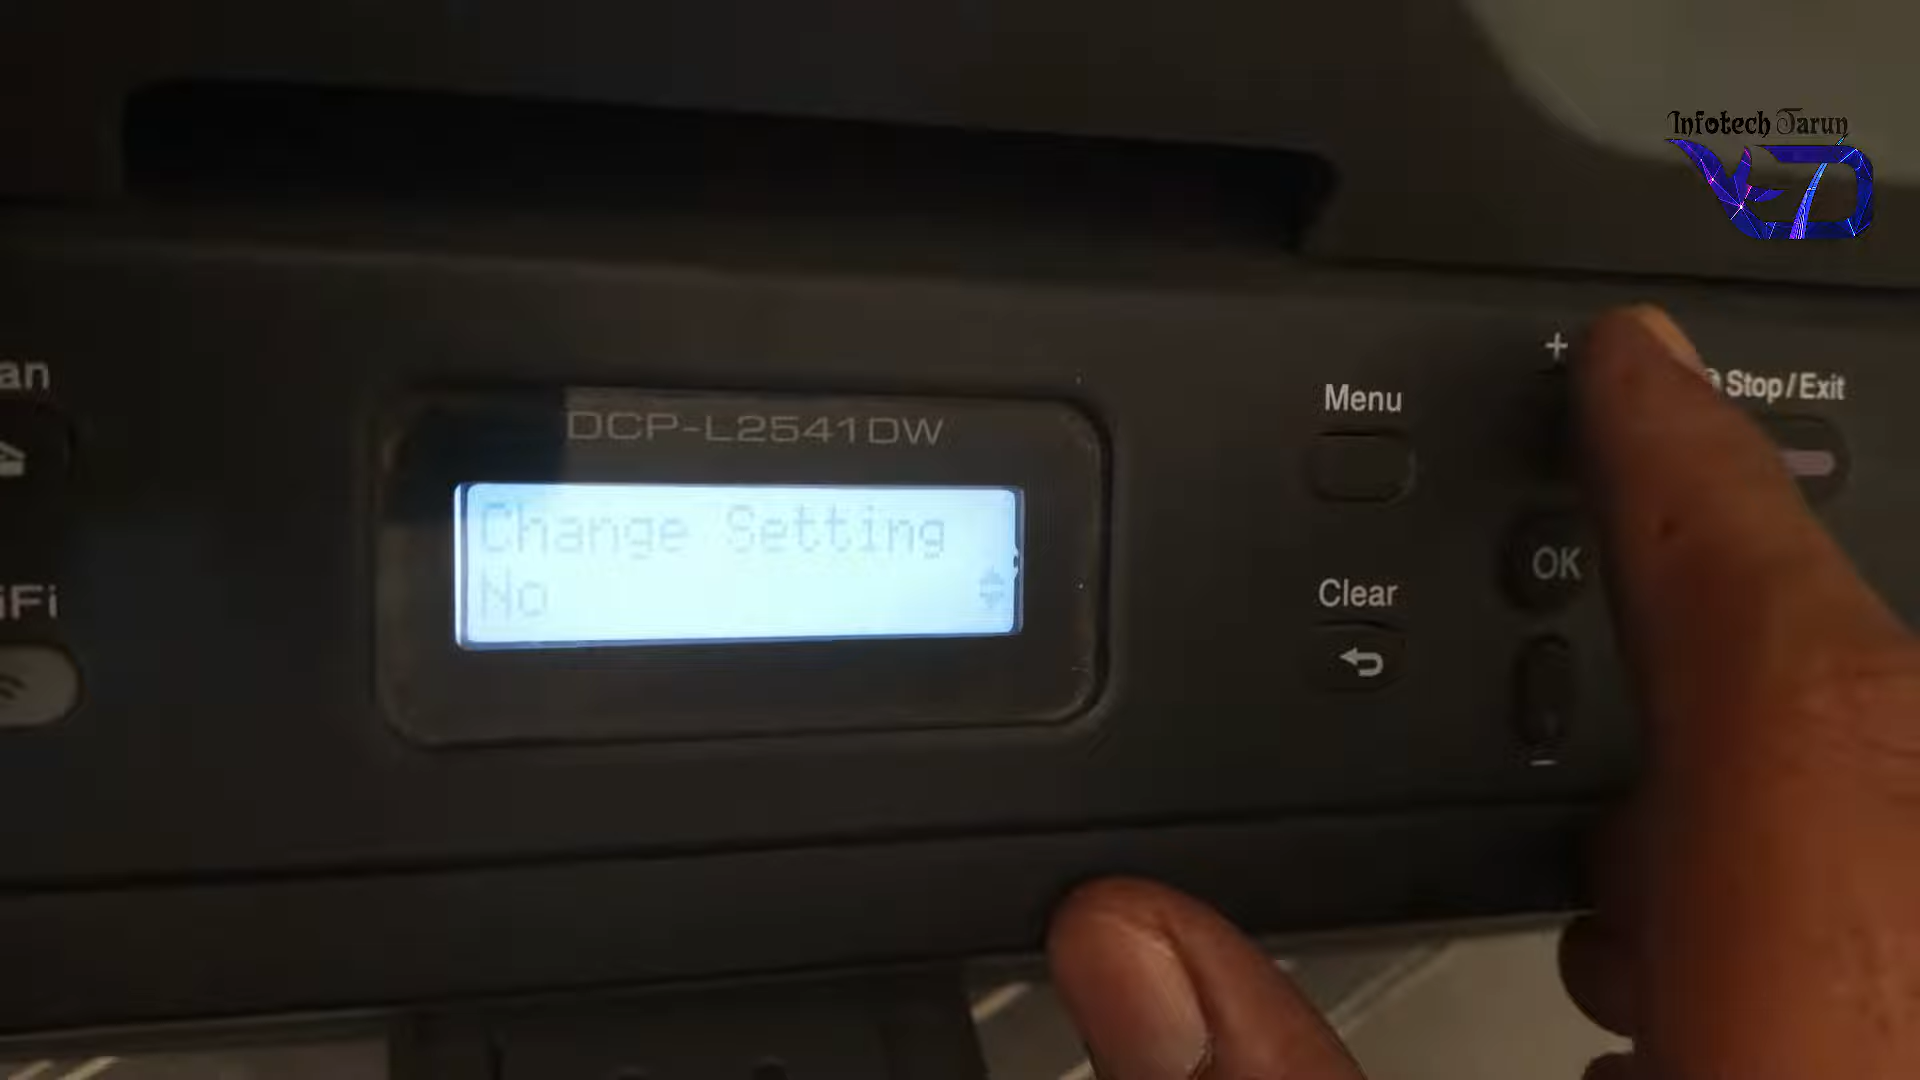 Infotech Tarun
+
an
Stop/Exit
Menu
DCP-L2541DW
Change Setting
No
OK
iFi
Clear
-